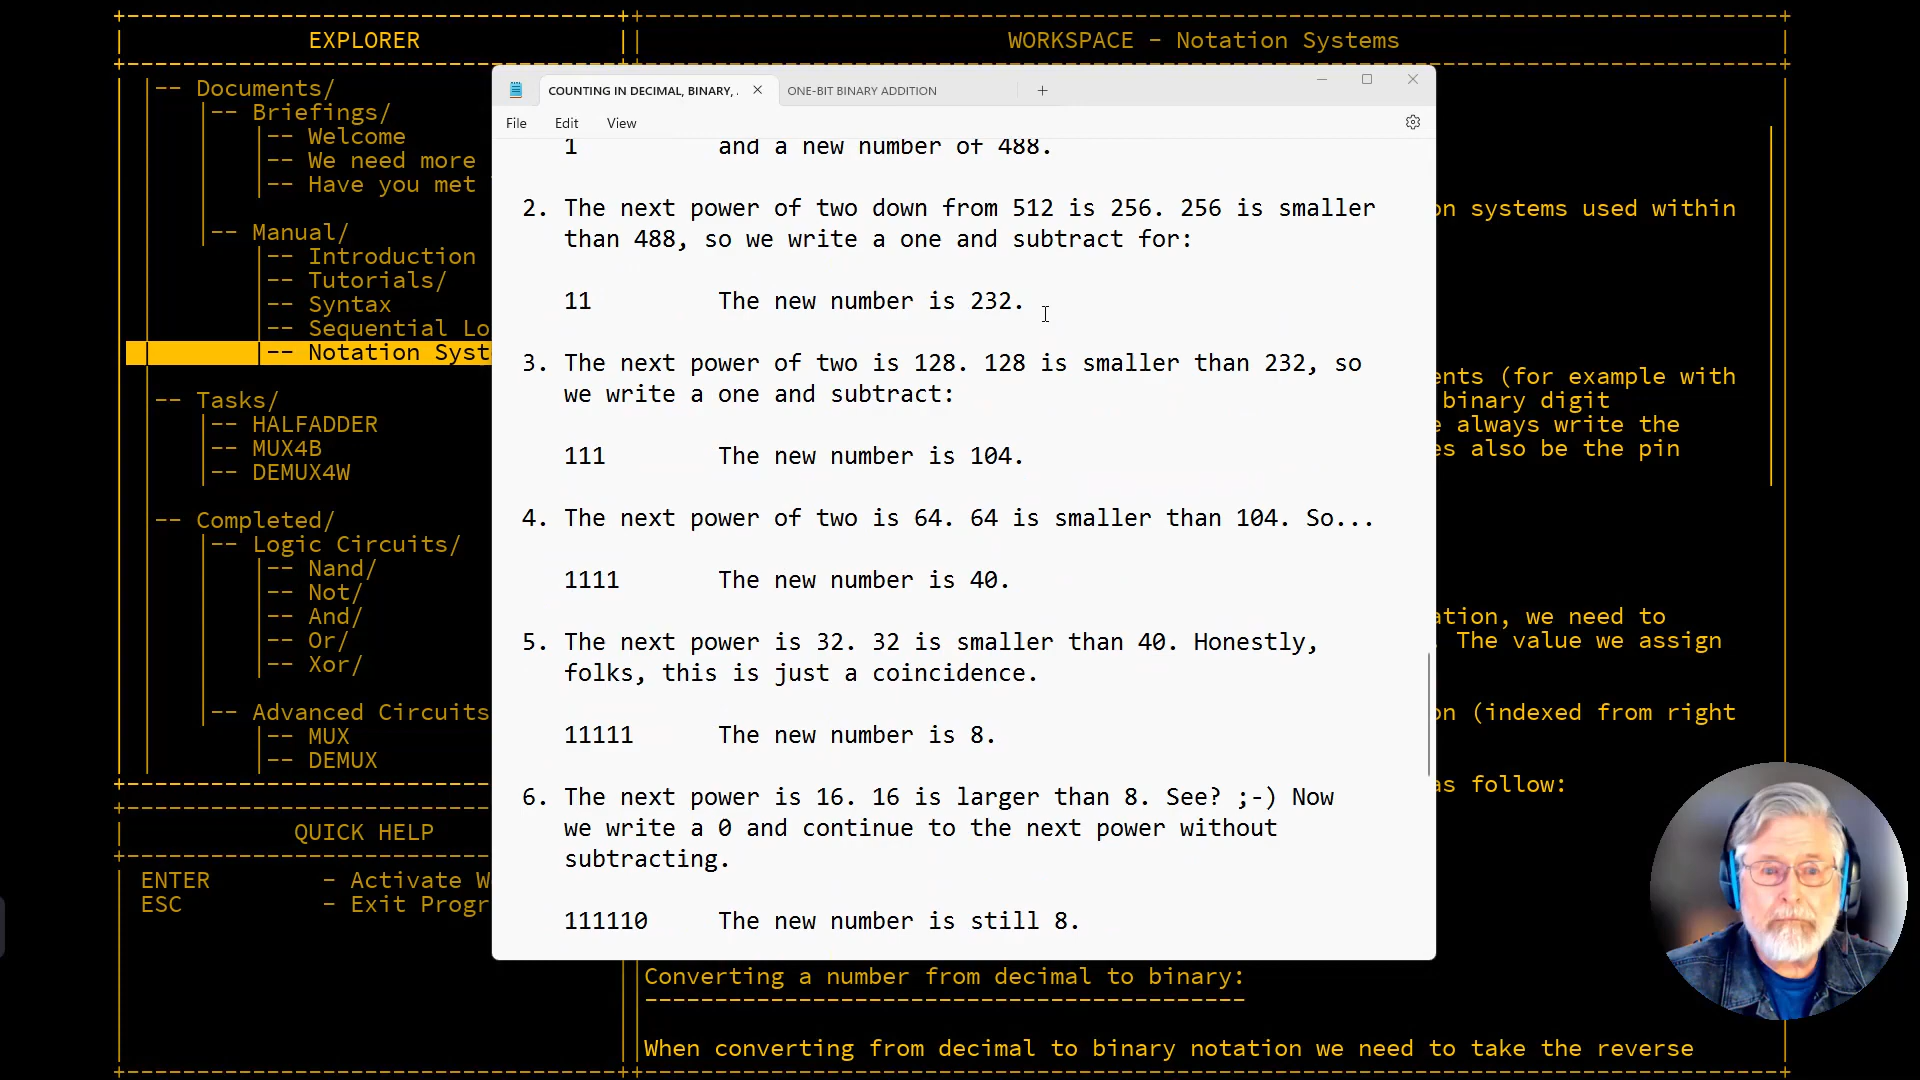 EXPLORER
-- Documents/
-- Briefings/
-- Welcome
-- We need more
-- Have you met
-- Manual/
-- Introduction
-- Tutorials/
-- Syntax
-- Sequential Lo
-- Notation Syst
-- Tasks/
-- HALFADDER
-- MUX4B
-- DEMUX4W
-- Completed/
-- Logic Circuits/
-- Nand/
-- Not/
-- And/
-- Or/
-- Xor/
-- Advanced Circuits
-- MUX
-- DEMUX
QUICK HELP
ENTER - Activate W
ESC - Exit Progr
WORKSPACE - Notation Systems
COUNTING IN DECIMAL, BINARY, .
ONE-BIT BINARY ADDITION
File Edit View
1 and a new number of 488.
2. The next power of two down from 512 is 256. 256 is smaller
than 488, so we write a one and subtract for:
11 The new number is 232.
3. The next power of two is 128. 128 is smaller than 232, so
we write a one and subtract:
111 The new number is 104.
4. The next power of two is 64. 64 is smaller than 104. So...
1111 The new number is 40.
5. The next power is 32. 32 is smaller than 40. Honestly,
folks, this is just a coincidence.
11111 The new number is 8.
6. The next power is 16. 16 is larger than 8. See? ;-) Now
we write a 0 and continue to the next power without
subtracting.
111110 The new number is still 8.
on systems used within
ents (for example with
binary digit
always write the
es also be the pin
ation, we need to
The value we assign
on (indexed from right
as follow:
Converting a number from decimal to binary:
When converting from decimal to binary notation we need to take the reverse